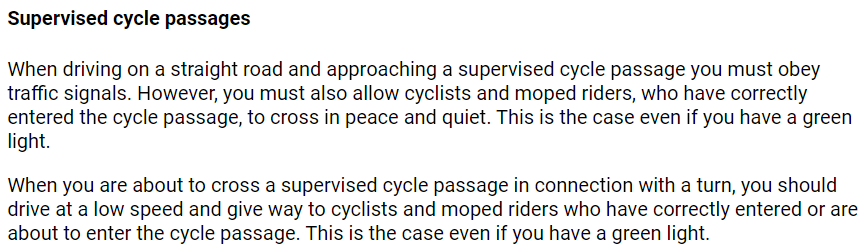 Supervised cycle passages
When driving on a straight road and approaching a supervised cycle passage you must obey
traffic signals. However, you must also allow cyclists and moped riders, who have correctly
entered the cycle passage, to cross in peace and quiet. This is the case even if you have a green
light.
When you are about to cross a supervised cycle passage in connection with a turn, you should
drive at a low speed and give way to cyclists and moped riders who have correctly entered or are
about to enter the cycle passage. This is the case even if you have a green light.